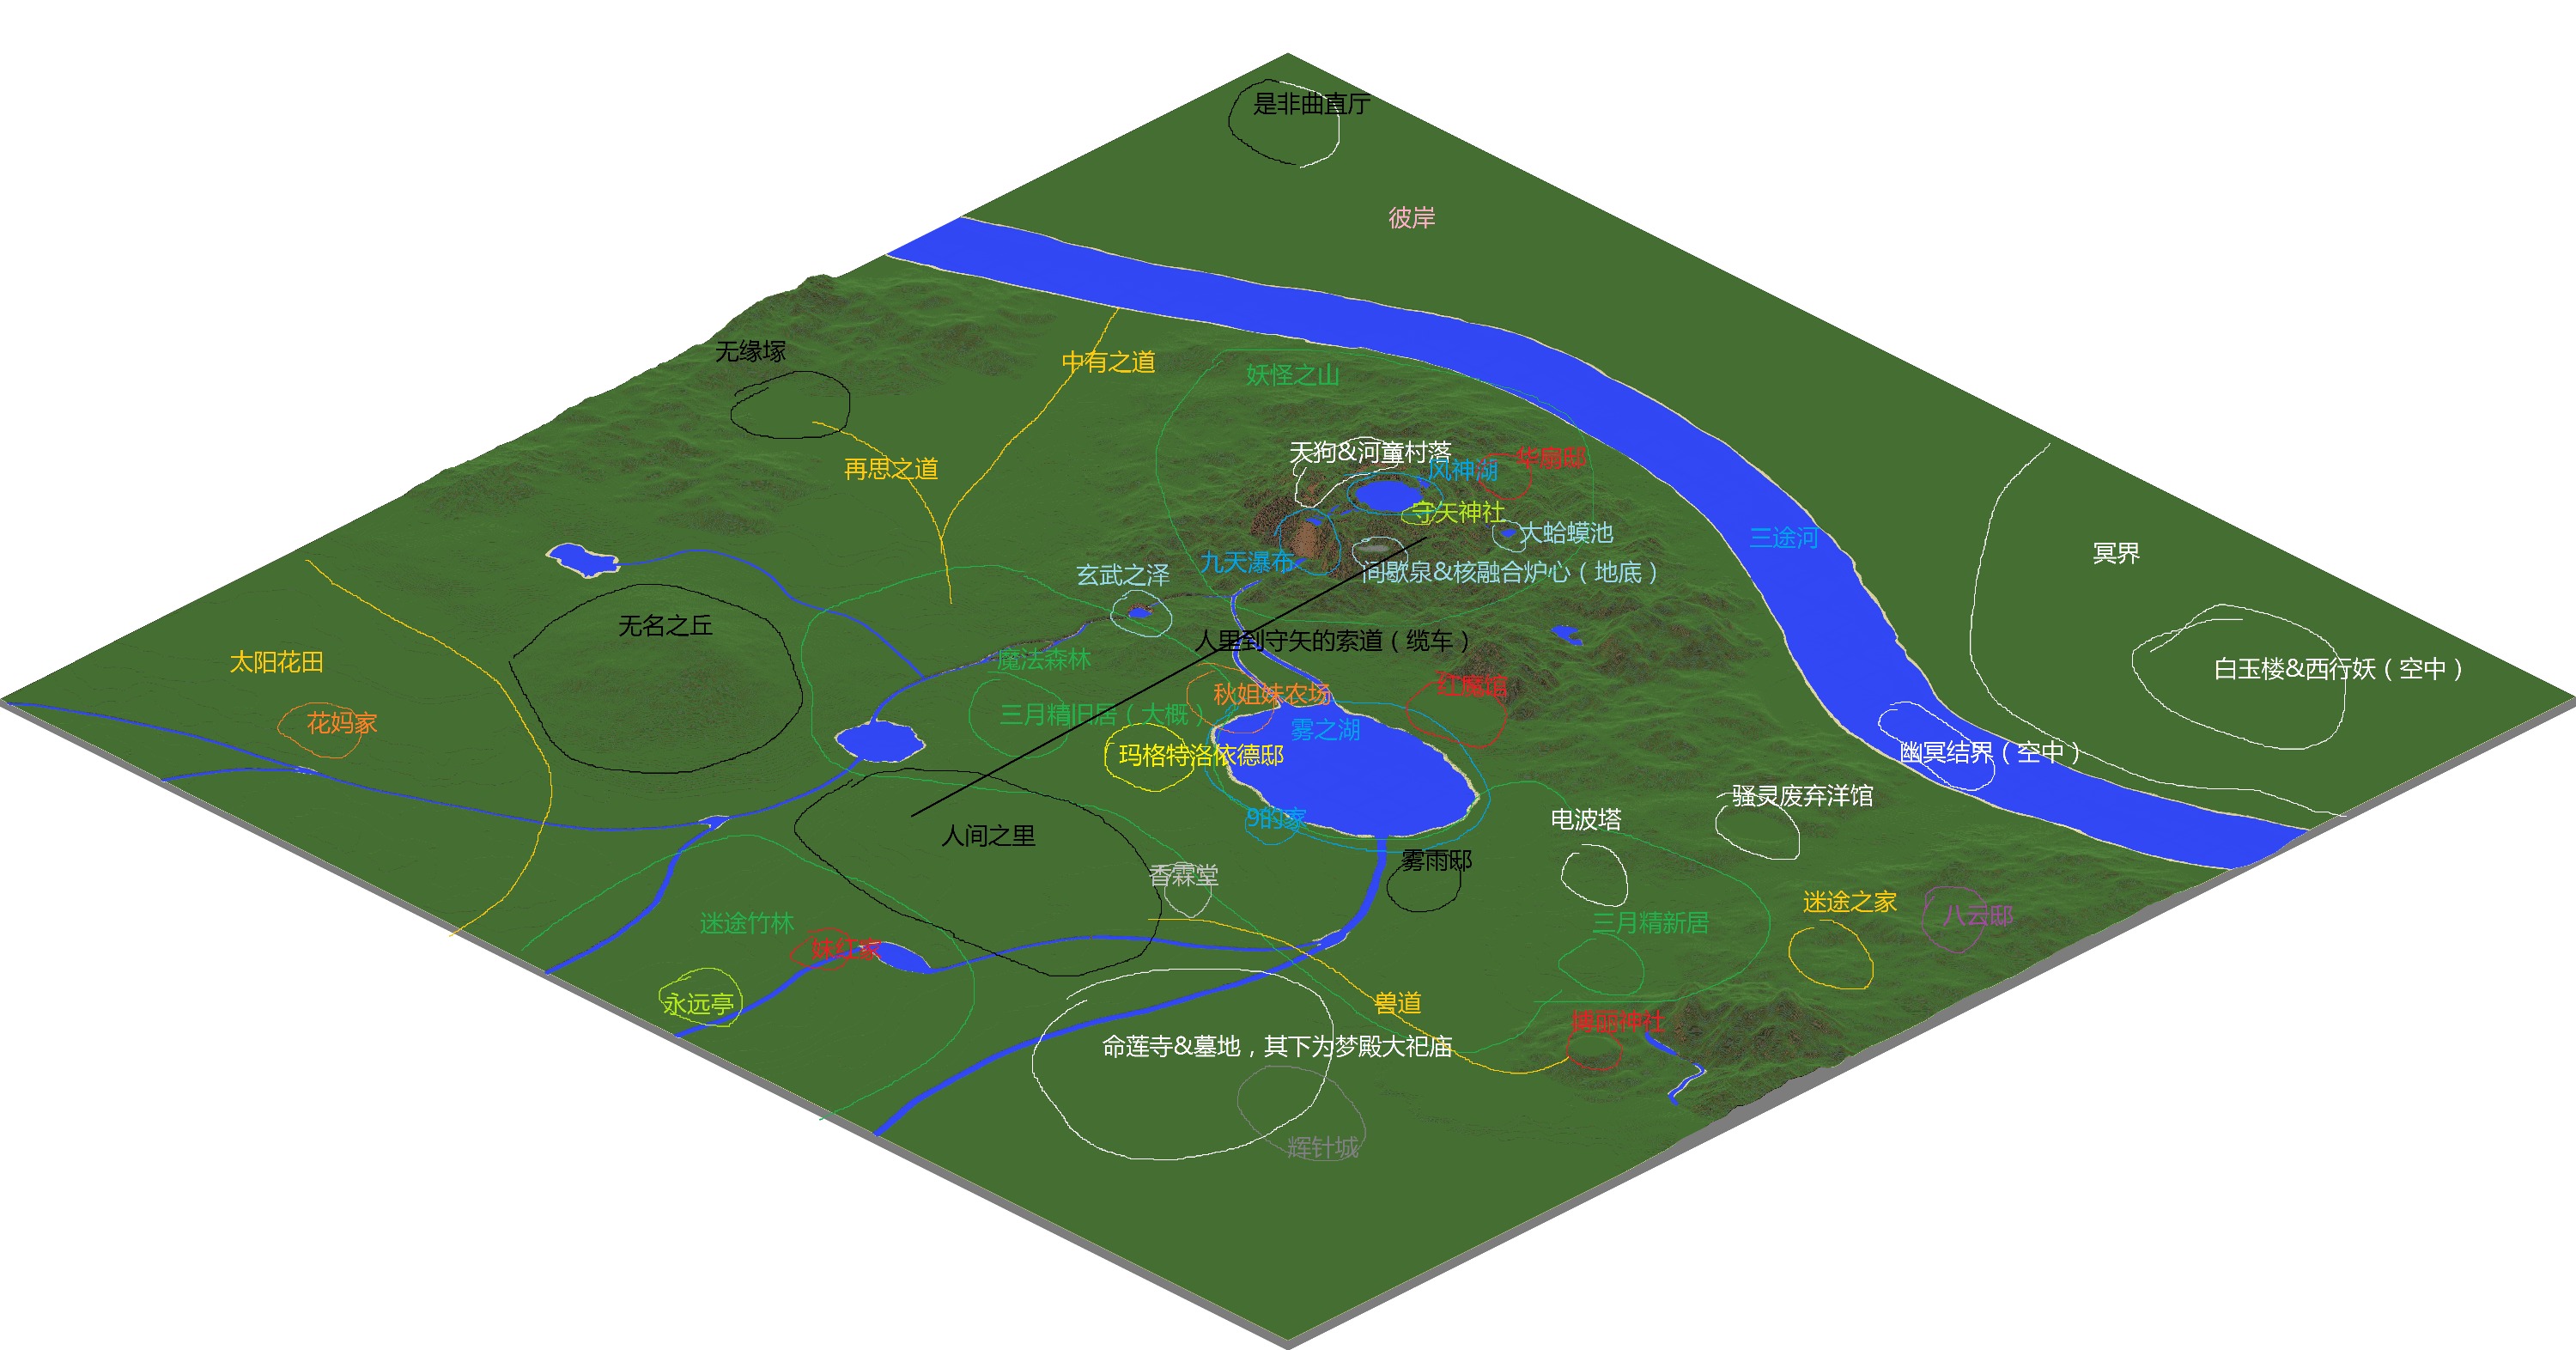 是非曲直厅
彼岸
无缘塚
中有之道
妖怪之山
天狗&河童村落
华扇邸
再思之道
风神湖
守矢神社
大蛤蟆池
三途河
冥界
九天瀑布
间歇泉&核融合炉心（地底）
玄武之泽
无名之丘
人里到守矢的索道（缆车）
太阳花田
魔法森林
白玉楼&西行妖（空中）
红魔馆
秋姐妹农场
三月精旧居（大概）
花妈家
雾之湖
玛格特洛依德邸
幽冥结界（空中）
骚灵废弃洋馆
9的家
电波塔
人间之里
雾雨邸
香霖堂
迷途之家
八云邸
迷途竹林
三月精新居
妹红家
永远亭
兽道
博丽神社
命莲寺&墓地，其下为梦殿大祀庙
辉针城